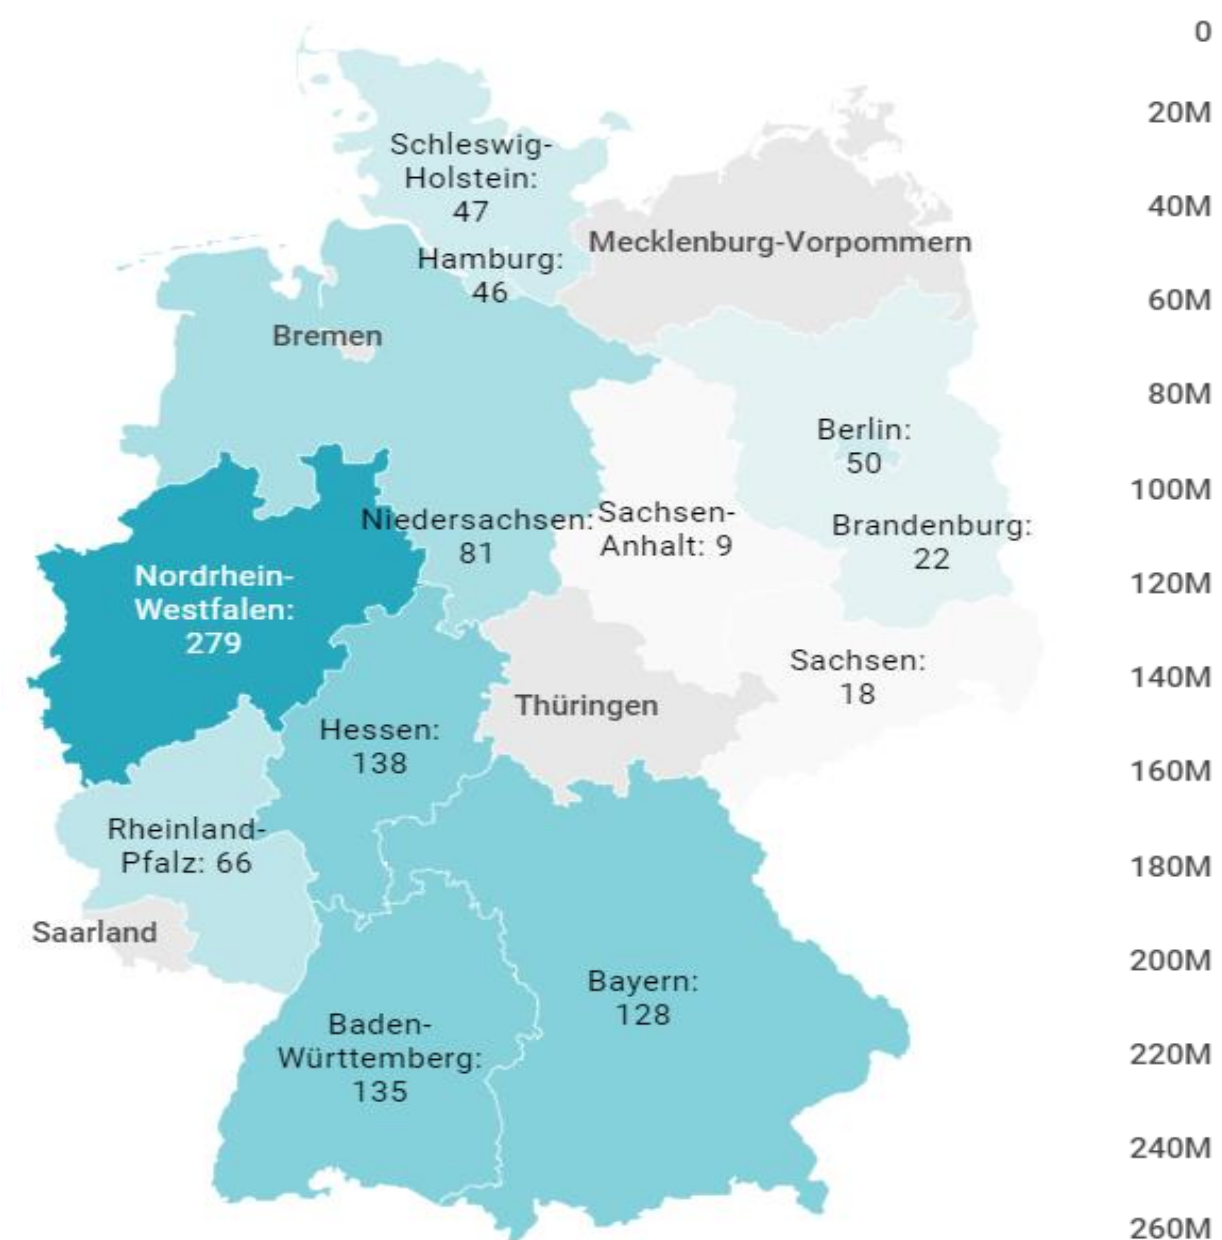 0
20M
40M
60M
80M
100M
120M
140M
160M
180M
200M
220M
240M
260M
Schleswig-
Holstein:
47
Mecklenburg-Vorpommern
Hamburg:
46
Bremen
Berlin:
50
Niedersachsen:
81
Sachsen-
Anhalt: 9
Brandenburg:
22
Nordrhein-
Westfalen:
279
Sachsen:
18
Thüringen
Hessen:
138
Rheinland-
Pfalz: 66
Saarland
Bayern:
128
Baden-
Württemberg:
135